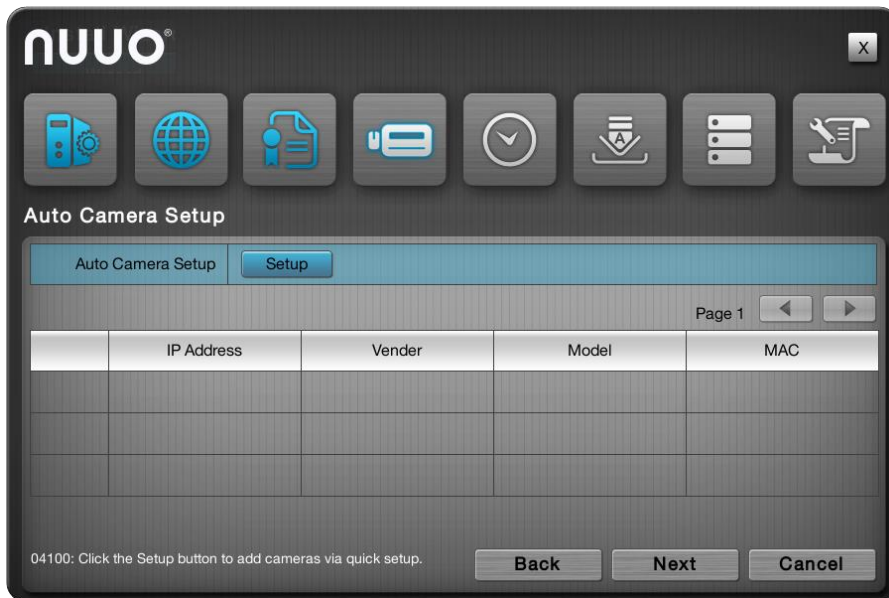 nuuo®
X
A
Auto Camera Setup
Auto Camera Setup Setup
Page 1
IP Address Vender Model MAC
04100: Click the Setup button to add cameras via quick setup. Back Next Cancel